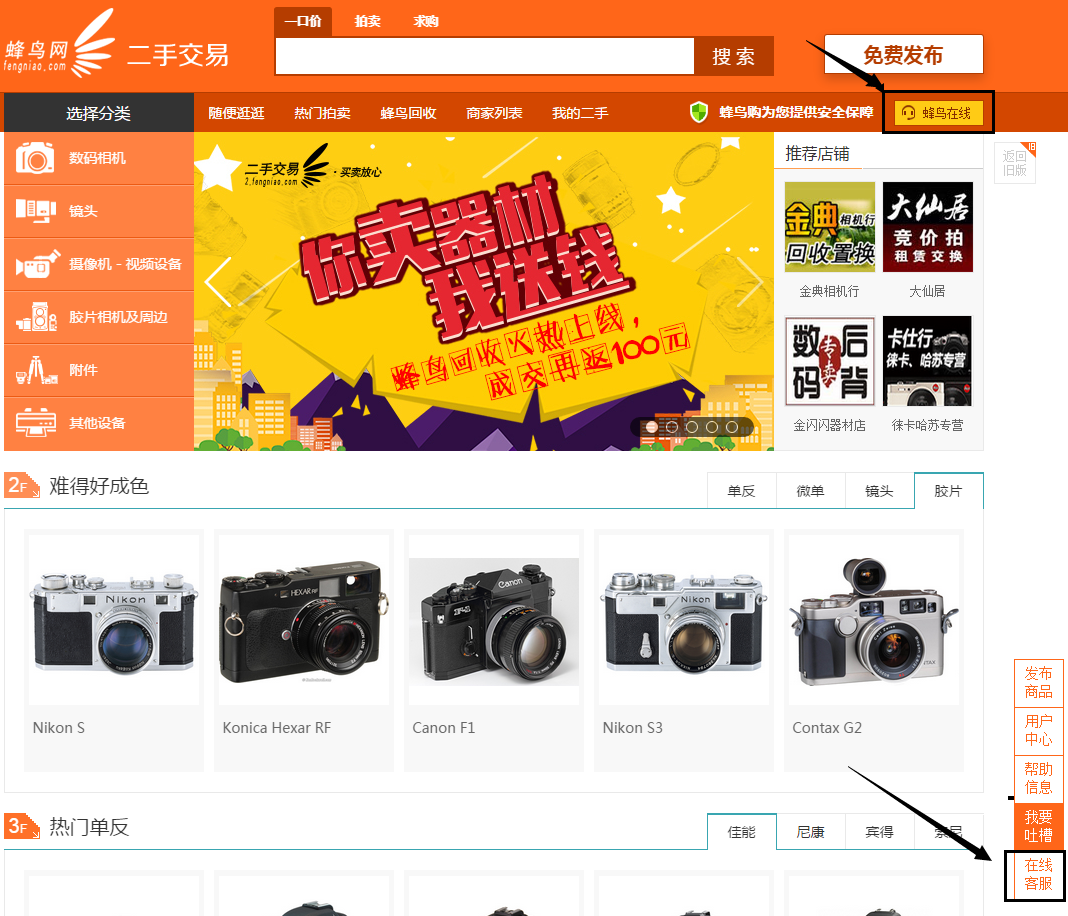 一口价 拍卖 求购
蜂鸟网
fengniao.com
二手交易
搜 索
免费发布
选择分类
随便逛逛 热门拍卖 蜂鸟回收 商家列表 我的二手
蜂鸟购为您提供安全保障
蜂鸟在线
数码相机
镜头
摄像机 - 视频设备
胶片相机及周边
附件
其他设备
二手交易
2.fengniao.com
· 买卖放心
你卖器材
我送钱
蜂鸟回收火热上线，
成交再返100元
推荐店铺
金典相机行
回收置换
大仙居
竞价拍
租赁交换
金典相机行
大仙居
数码
专卖
后背
卡仕行
徕卡、哈苏专营
金闪闪器材店
徕卡哈苏专营
旧
返回
旧版
2F 难得好成色
单反 微单 镜头 胶片
Nikon
HEXAR RF
Canon
F-1
Nikon
Nikon S
Konica Hexar RF
Canon F1
Nikon S3
Contax G2
3F 热门单反
佳能 尼康 宾得 索尼
发布
商品
用户
中心
帮助
信息
我要
吐槽
在线
客服